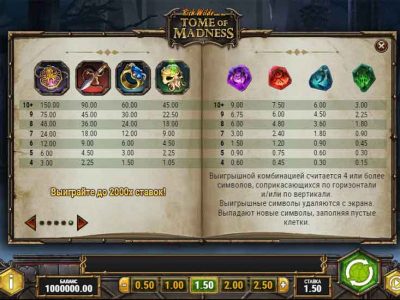 Rich Wilde and the
TOME OF
MADNESS
10+ 150.00 90.00 60.00 45.00
9 75.00 45.00 30.00 22.50
8 48.00 36.00 24.00 18.00
7 24.00 18.00 12.00 9.00
6 12.00 9.00 6.00 4.50
5 6.00 4.50 3.00 2.25
4 3.00 2.25 1.50 1.05
10+ 9.00 7.50 6.00 3.00
9 6.75 6.00 4.50 2.25
8 4.50 3.60 2.70 1.35
7 3.00 2.40 1.80 0.90
6 1.50 1.20 0.90 0.45
5 0.90 0.75 0.60 0.30
4 0.60 0.45 0.30 0.15
Выиграйте до 2000x ставок!
Выигрышной комбинацией считается 4 или более
символов, соприкасающихся по горизонтали
и/или по вертикали.
Выигрышные символы удаляются с экрана.
Выпадают новые символы, заполняя пустые
клетки.
БАЛАНС
1000000.00
0.50 1.00 1.50 2.00 2.50
СТАВКА
1.50